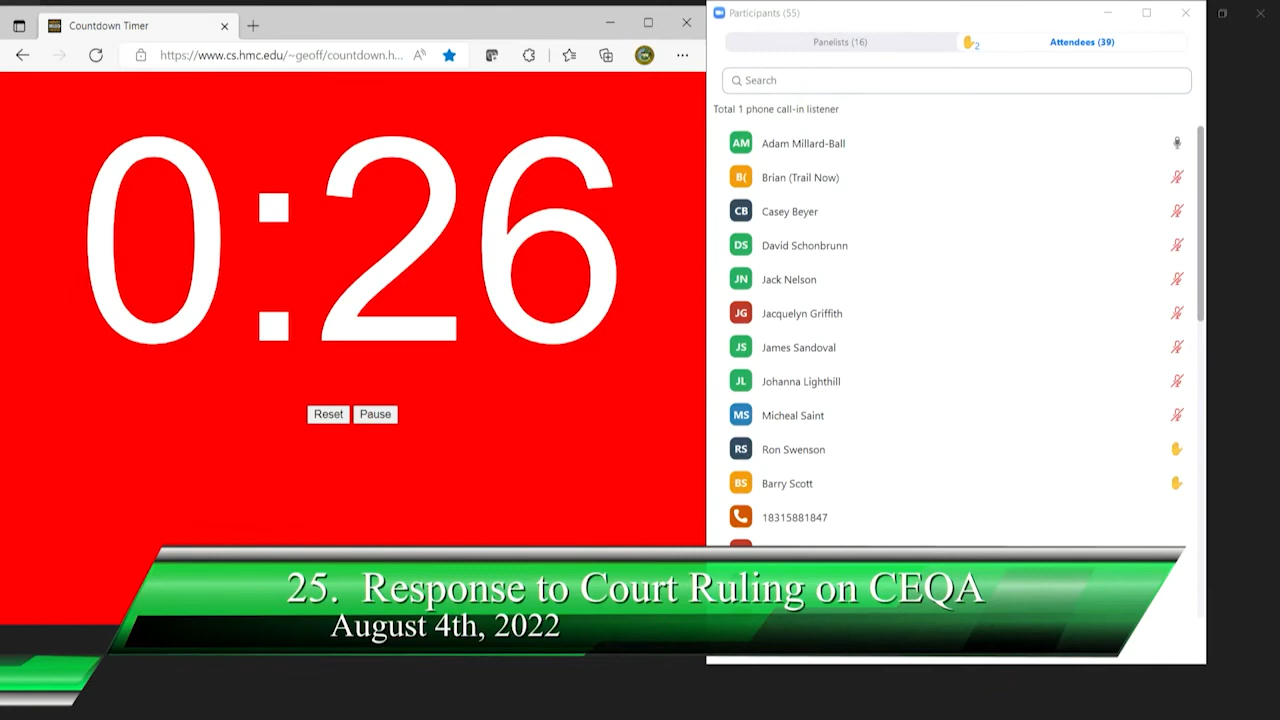 Countdown Timer
https://www.cs.hmc.edu/~geoff/countdown.h...
0:26
Reset Pause
Participants (55)
Panelists (16)
2
Attendees (39)
Search
Total 1 phone call-in listener
AM Adam Millard-Ball
B( Brian (Trail Now)
CB Casey Beyer
DS David Schonbrunn
JN Jack Nelson
JG Jacquelyn Griffith
JS James Sandoval
JL Johanna Lighthill
MS Micheal Saint
RS Ron Swenson
BS Barry Scott
18315881847
25. Response to Court Ruling on CEQA
August 4th, 2022